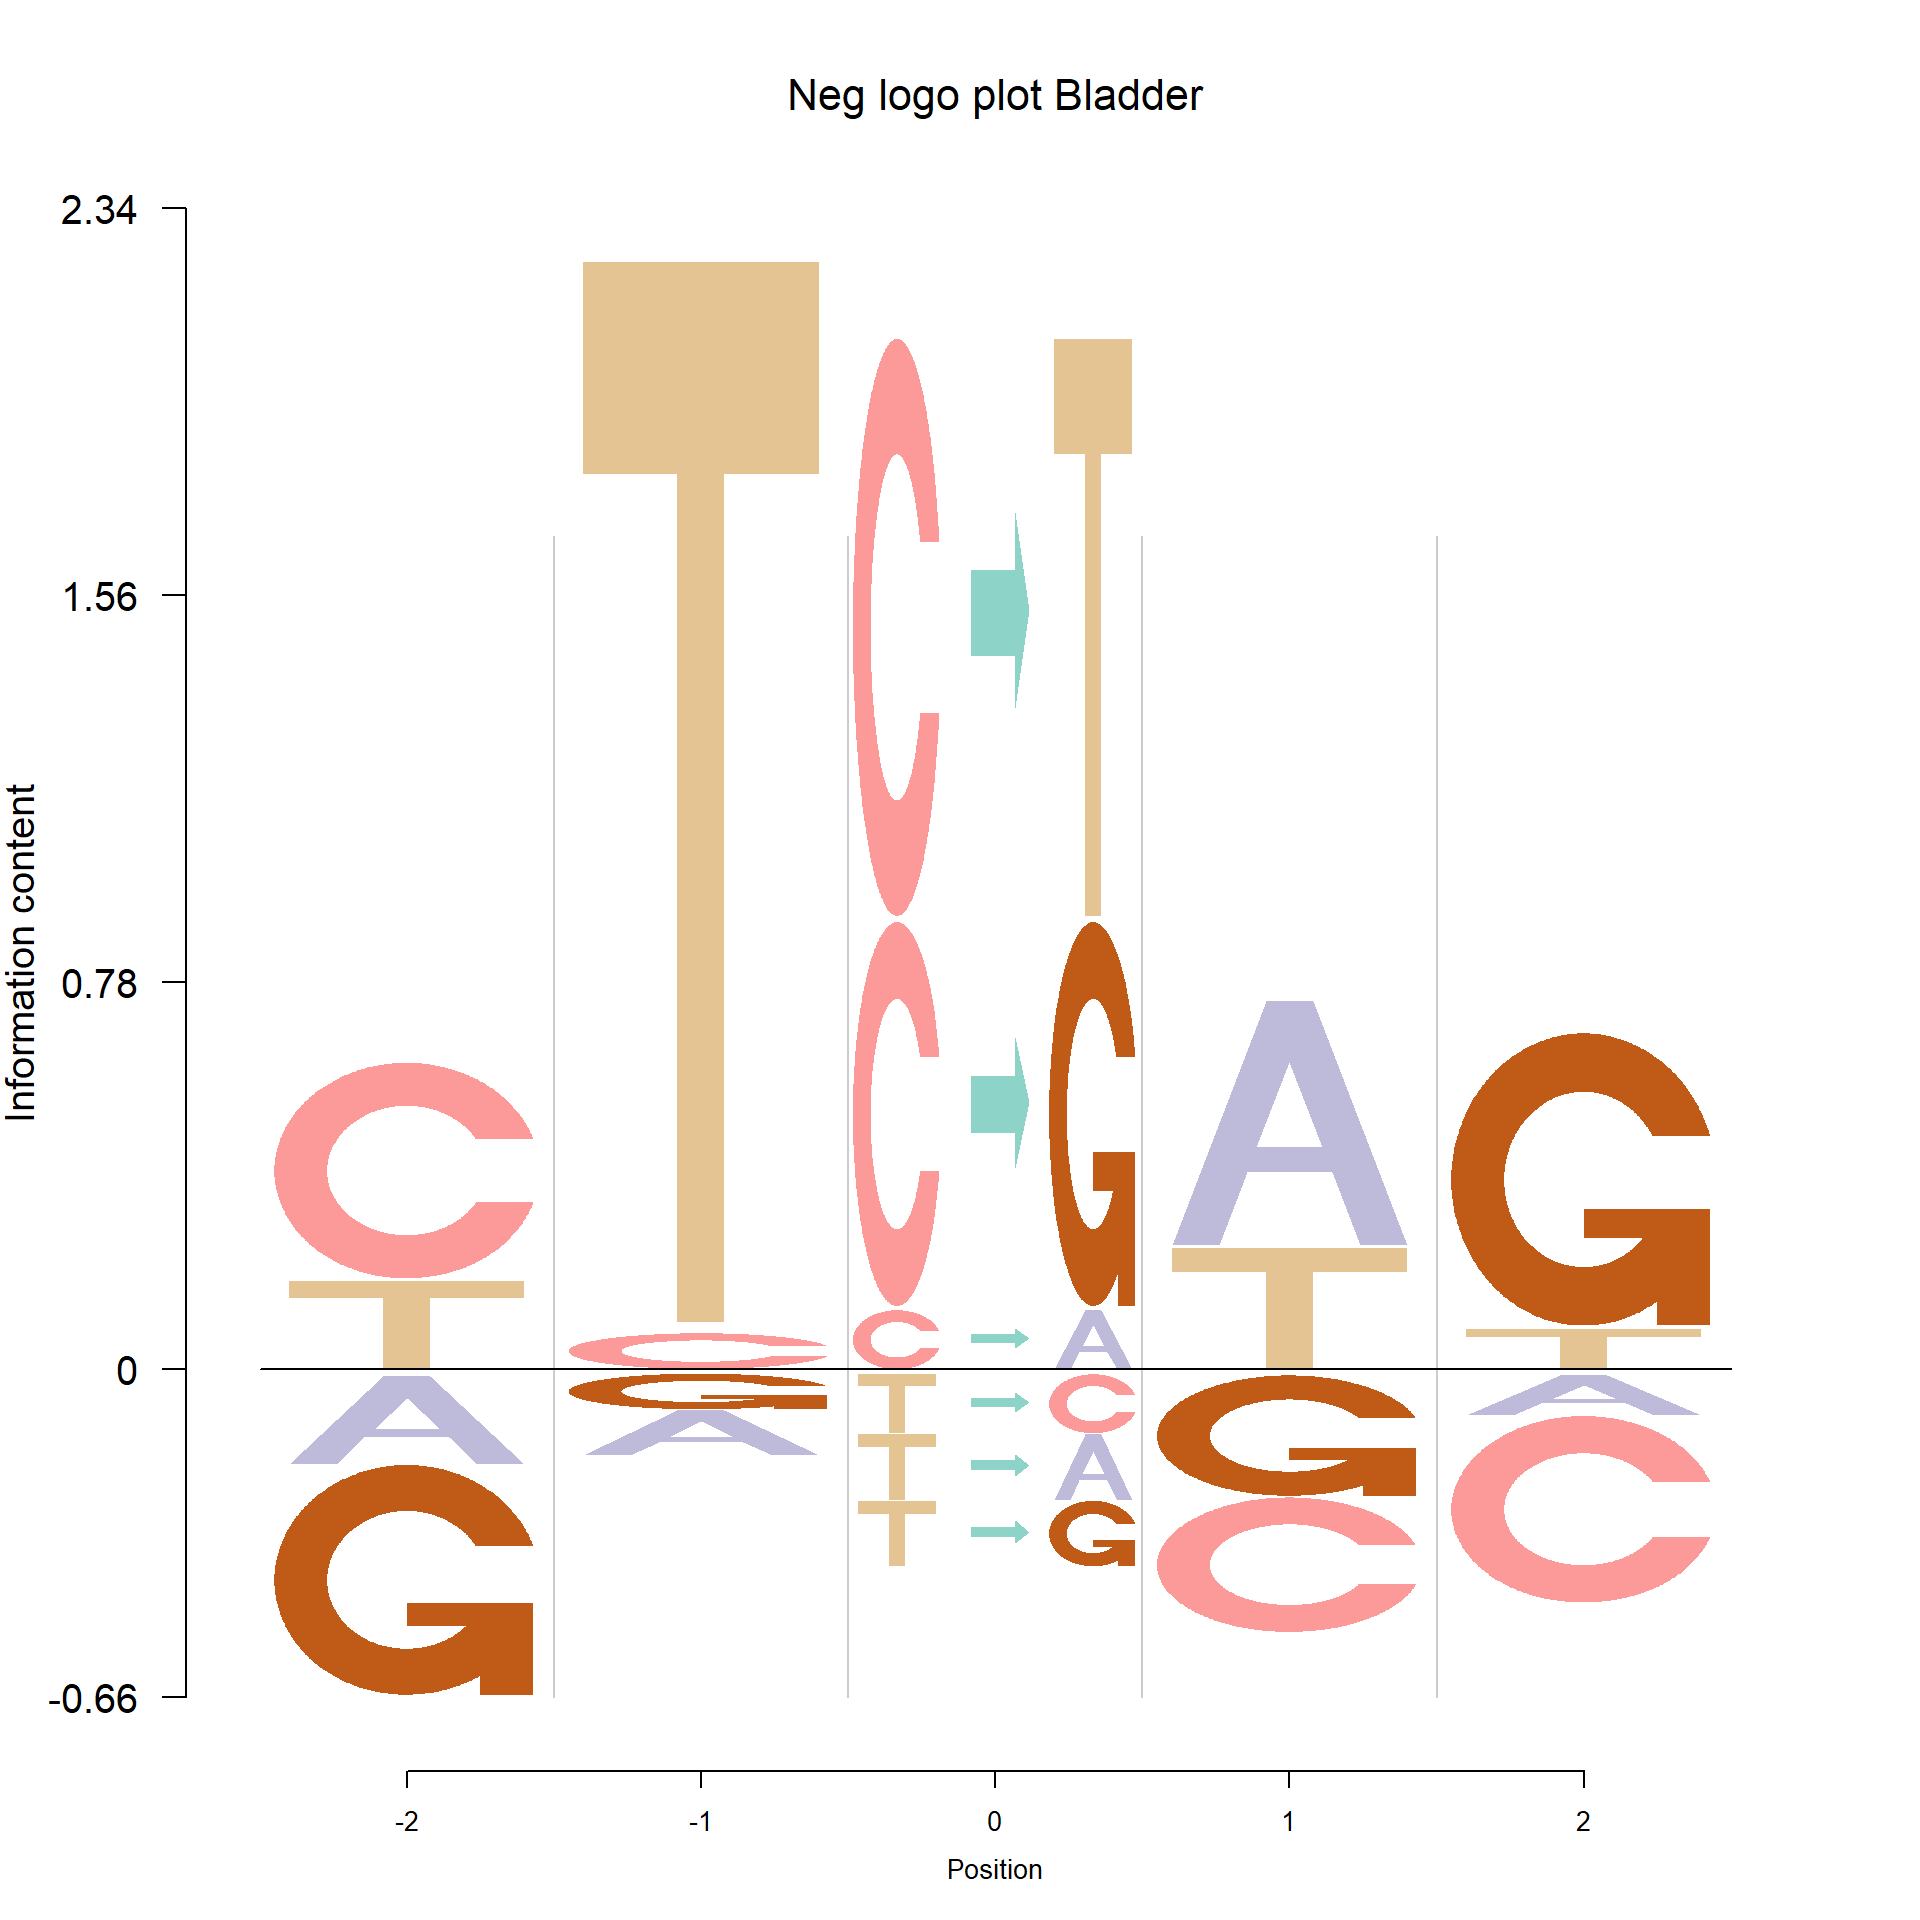 Neg logo plot Bladder
2.34
1.56
0.78
0
-0.66
Information content
C T A G
T C G A
C T
C G
C A
T C
T A
T G
A T G C
G T A C
-2 -1 0 1 2
Position